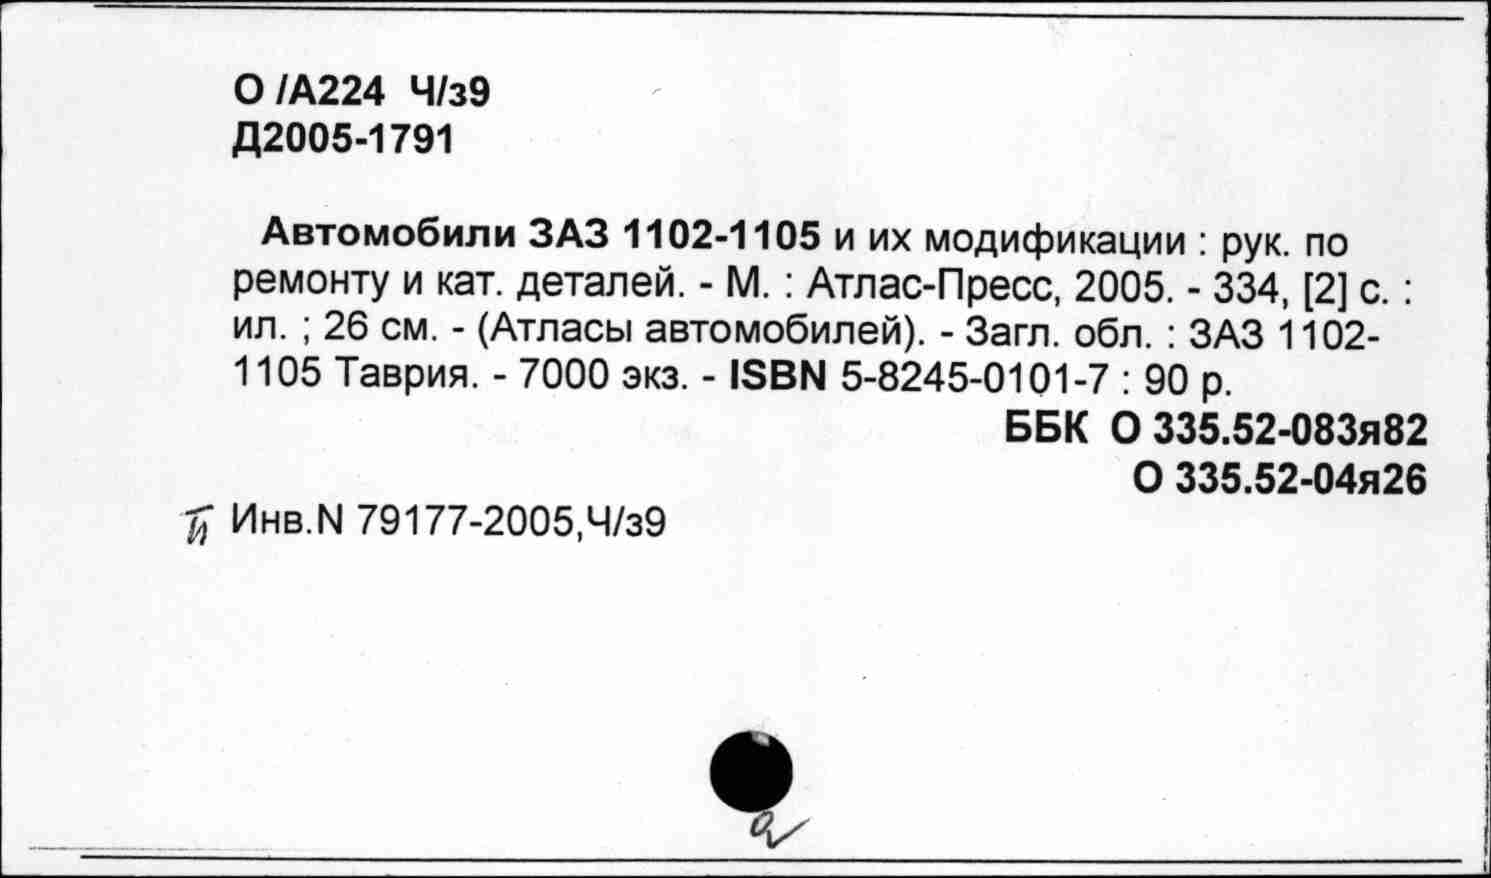 О /А224 Ч/з9
Д2005-1791
Автомобили ЗАЗ 1102-1105 и их модификации : рук. по
ремонту и кат. деталей. - М. : Атлас-Пресс, 2005. - 334, [2] с. :
ил. ; 26 см. - (Атласы автомобилей). - Загл. обл. : ЗАЗ 1102-
1105 Таврия. - 7000 экз. - ISBN 5-8245-0101-7 : 90 р.
ББК О 335.52-083я82
О 335.52-04я26
Инв.N 79177-2005,Ч/з9